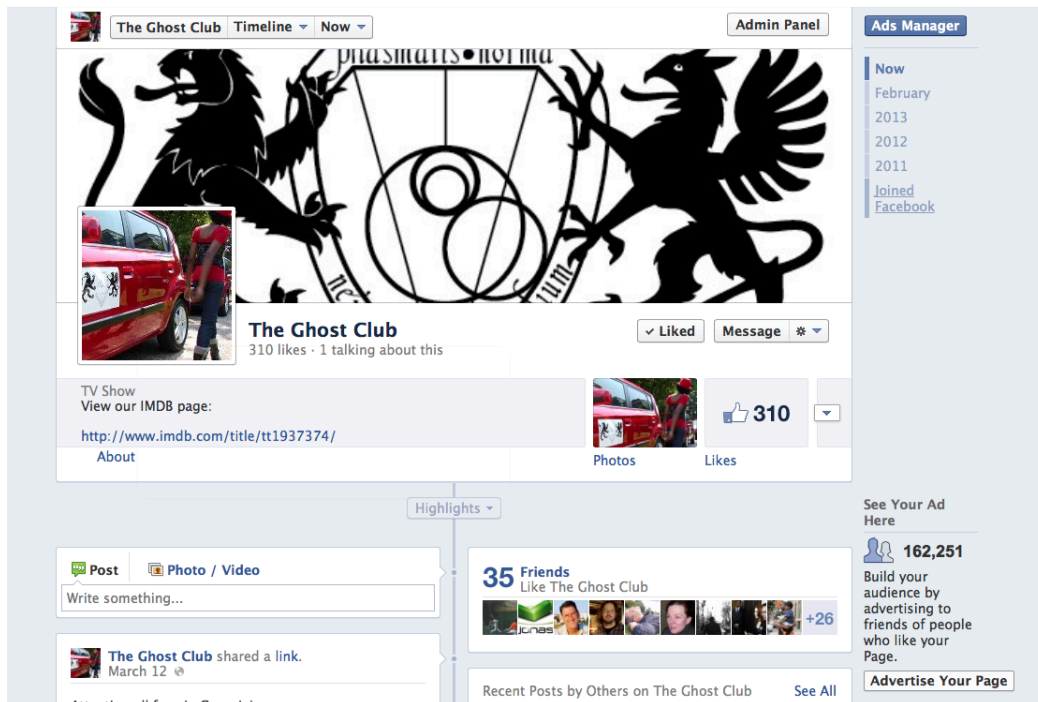 The Ghost Club Timeline Now
Admin Panel
Ads Manager
Now
February
2013
2012
2011
Joined
Facebook
phasmatis • norma
The Ghost Club
310 likes · 1 talking about this
✓ Liked
Message
TV Show
View our IMDB page:
http://www.imdb.com/title/tt1937374/
About
310
Photos
Likes
Highlights
Post
Photo / Video
Write something...
The Ghost Club shared a link.
March 12
35 Friends
Like The Ghost Club
jonas
+26
Recent Posts by Others on The Ghost Club
See All
See Your Ad
Here
162,251
Build your
audience by
advertising to
friends of people
who like your
Page.
Advertise Your Page